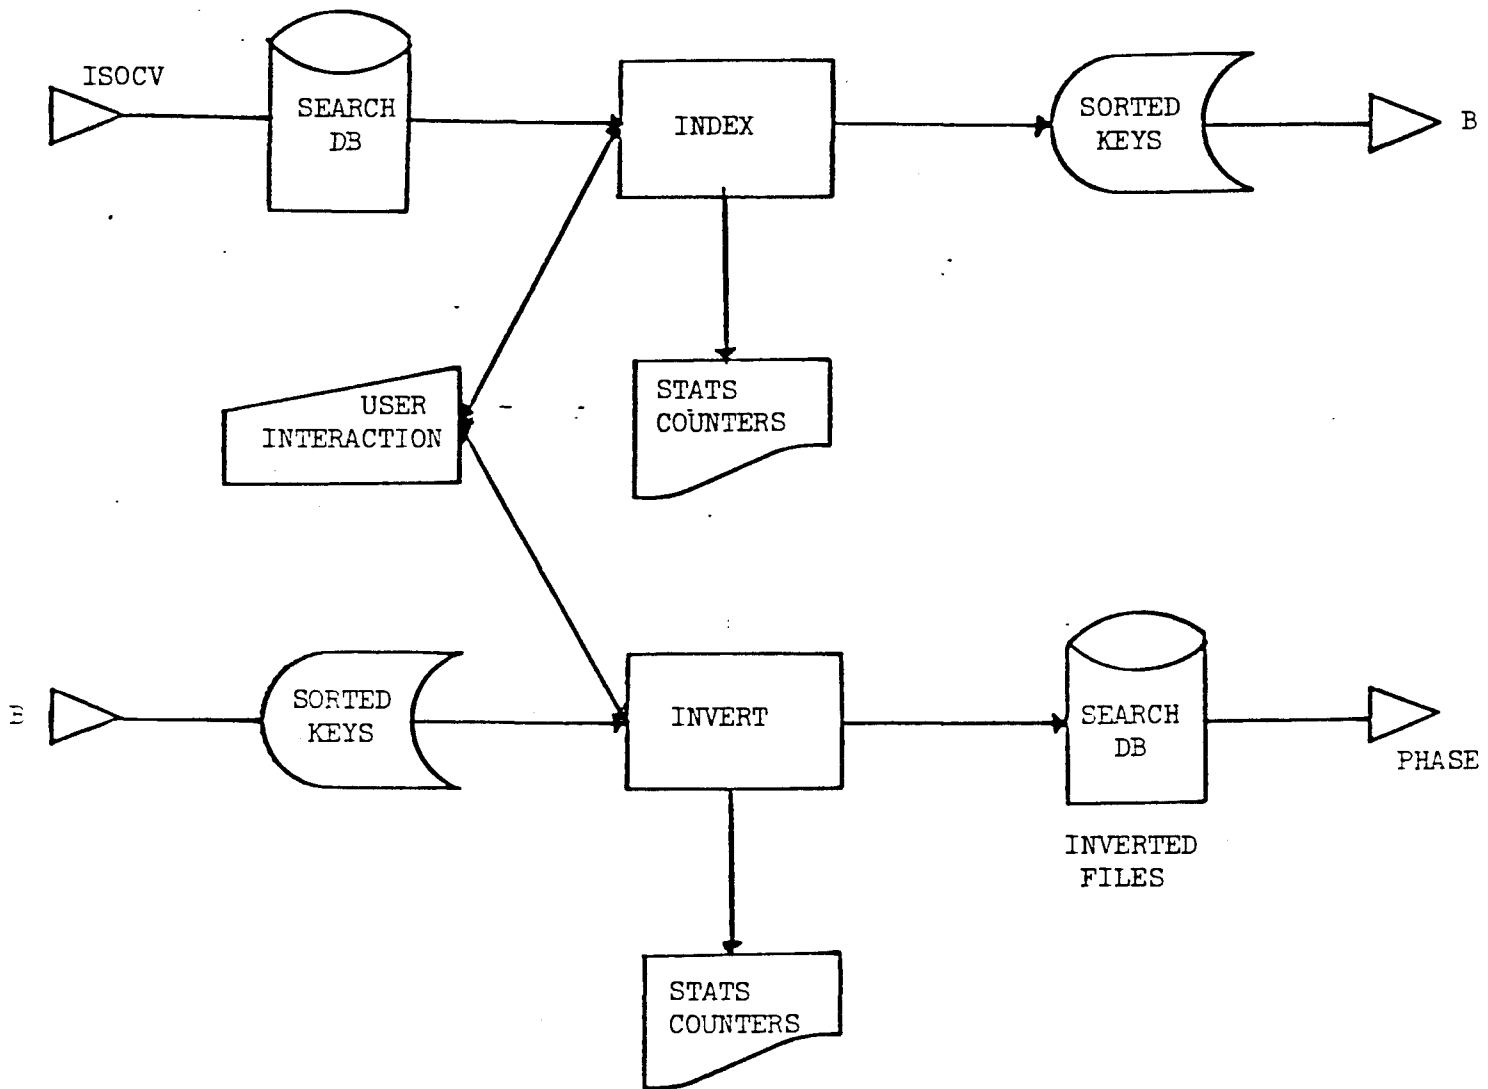 ISOCV
SEARCH
DB
INDEX
SORTED
KEYS
B
USER
INTERACTION
STATS
COUNTERS
SORTED
KEYS
INVERT
SEARCH
DB
PHASE
INVERTED
FILES
STATS
COUNTERS